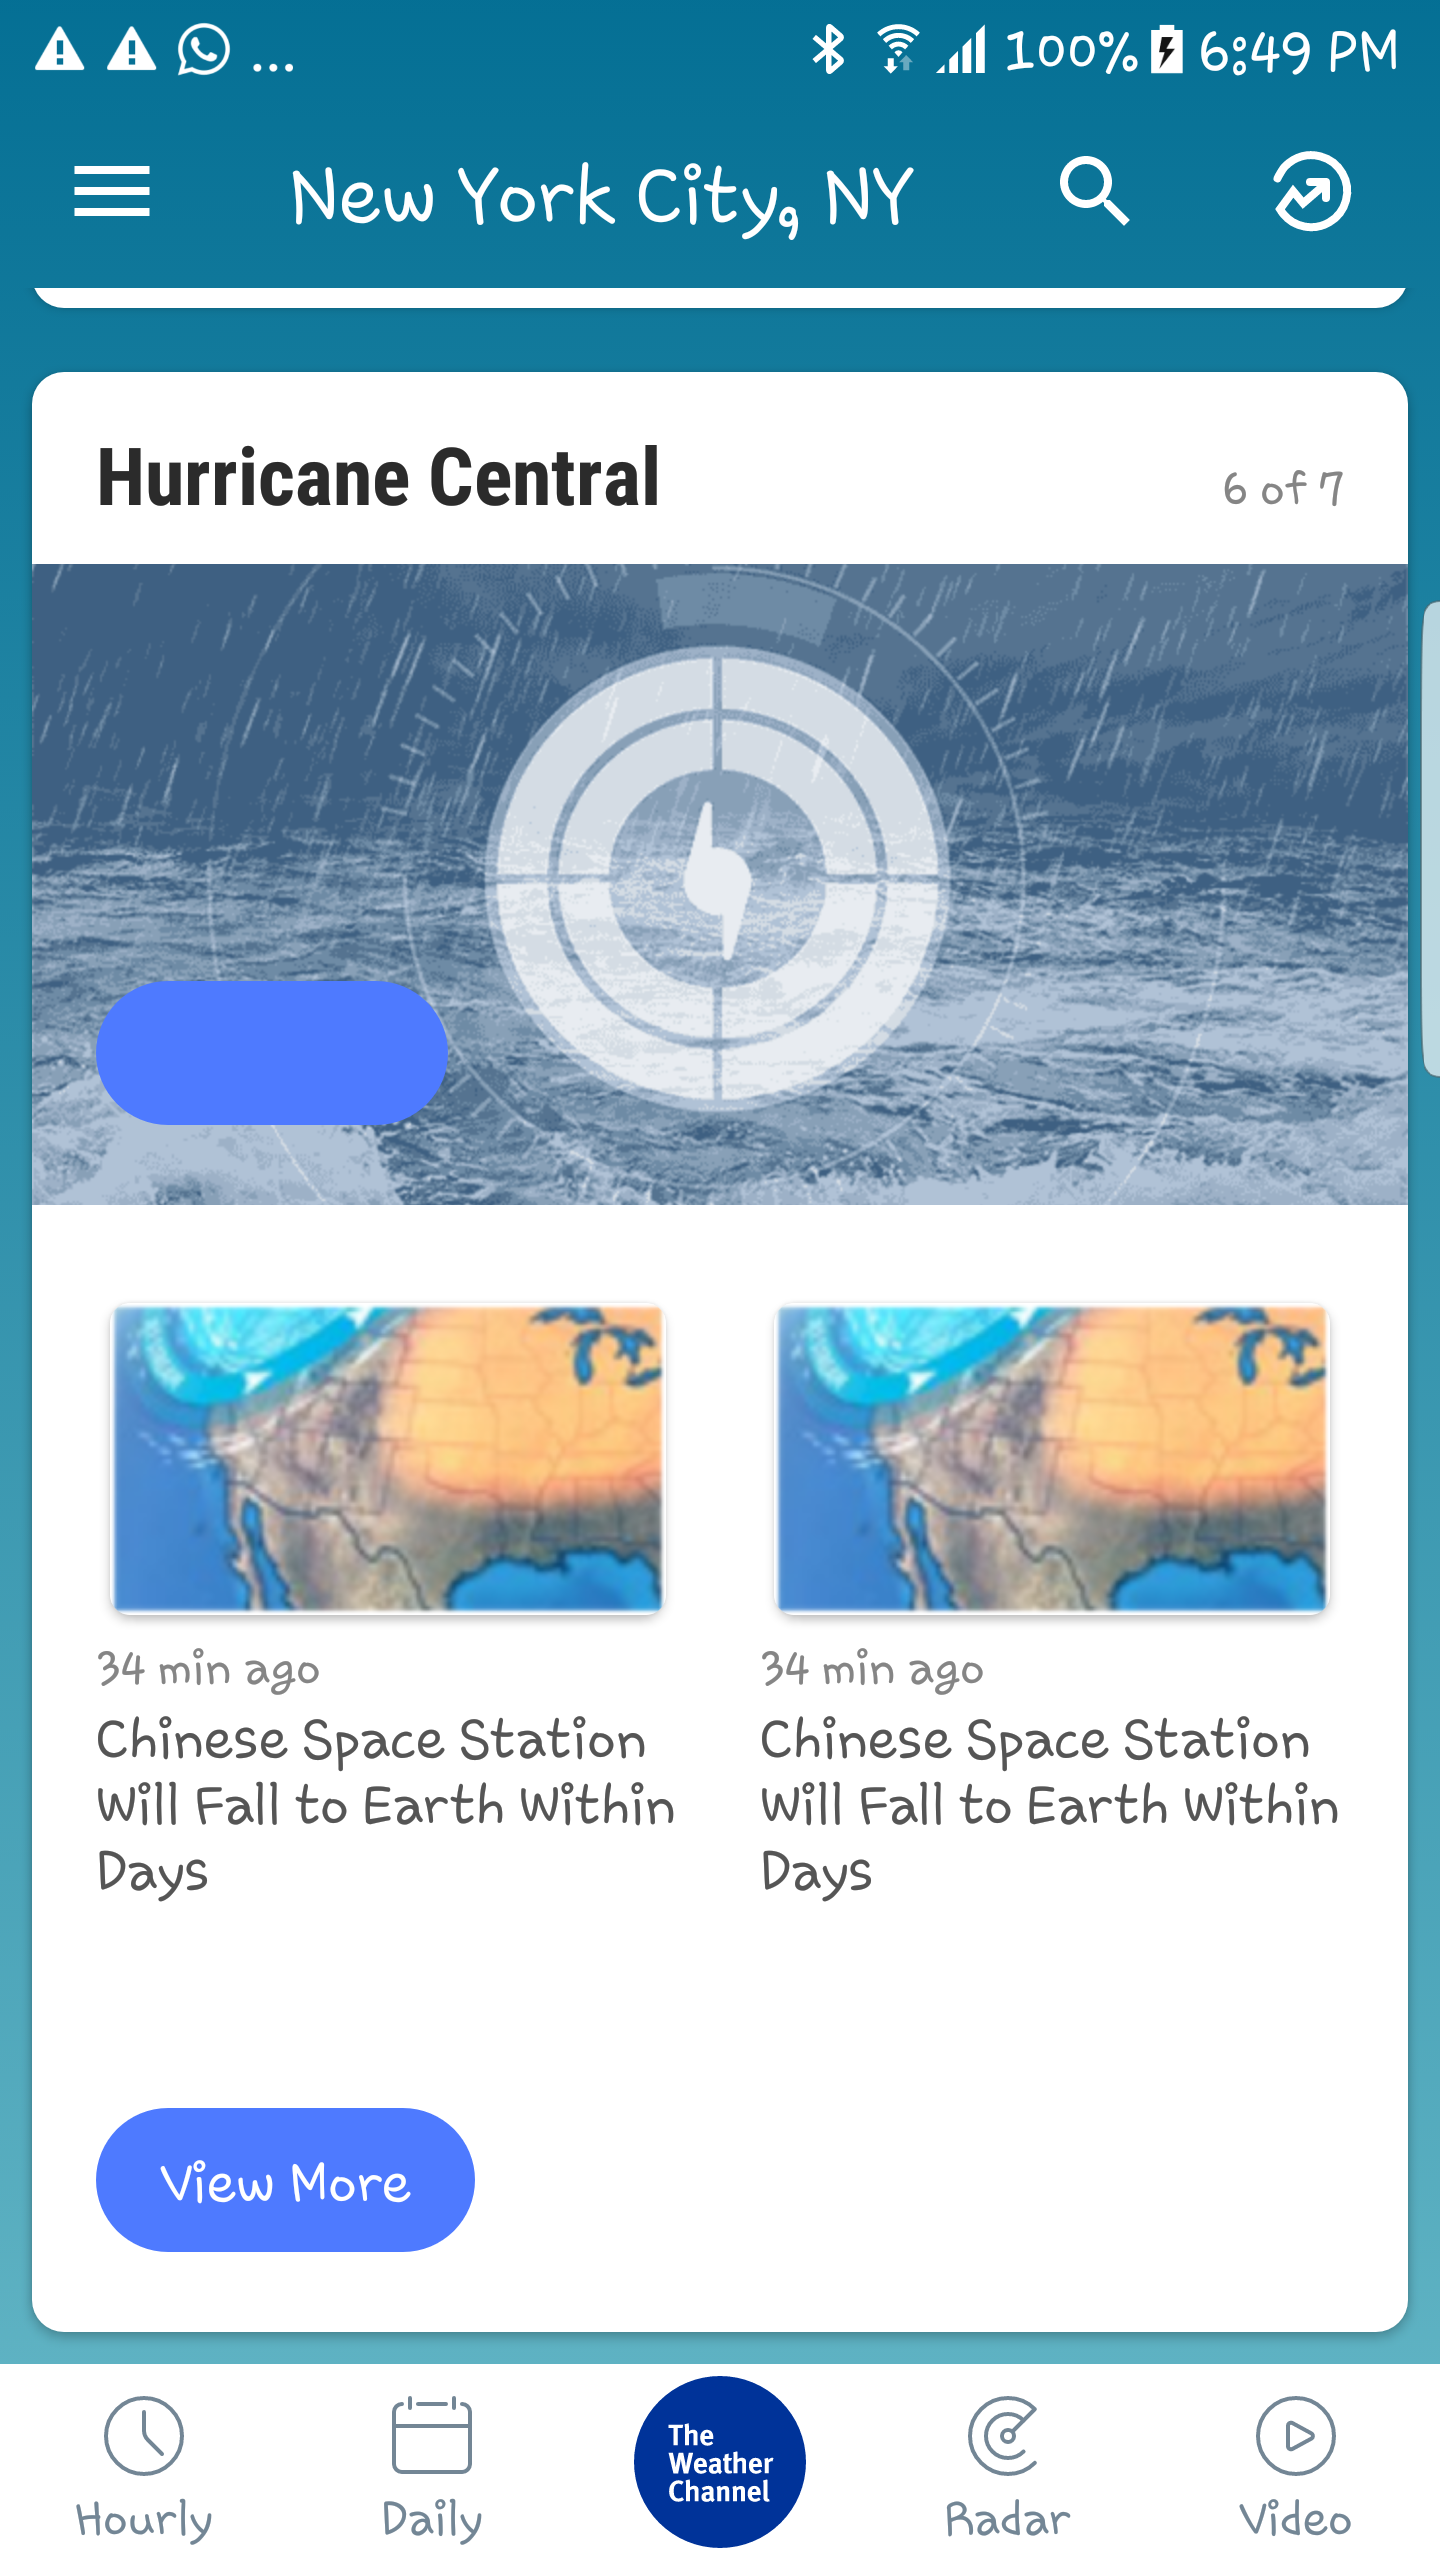 ... 100% 6:49 PM
New York City, NY
Hurricane Central
6 of 7
34 min ago
Chinese Space Station
Will Fall to Earth Within
Days
34 min ago
Chinese Space Station
Will Fall to Earth Within
Days
View More
Hourly
Daily
The
Weather
Channel
Radar
Video